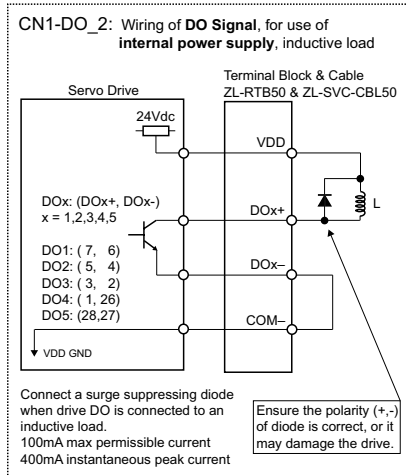 CN1-DO_2: Wiring of DO Signal, for use of
internal power supply, inductive load
Terminal Block & Cable
ZL-RTB50 & ZL-SVC-CBL50
Servo Drive
24Vdc
VDD
DOx: (DOx+, DOx-)
x = 1,2,3,4,5
DOx+
L
DO1: ( 7, 6)
DO2: ( 5, 4)
DO3: ( 3, 2)
DO4: ( 1, 26)
DO5: (28,27)
DOx–
COM–
VDD GND
Connect a surge suppressing diode
when drive DO is connected to an
inductive load.
100mA max permissible current
400mA instantaneous peak current
Ensure the polarity (+,-)
of diode is correct, or it
may damage the drive.